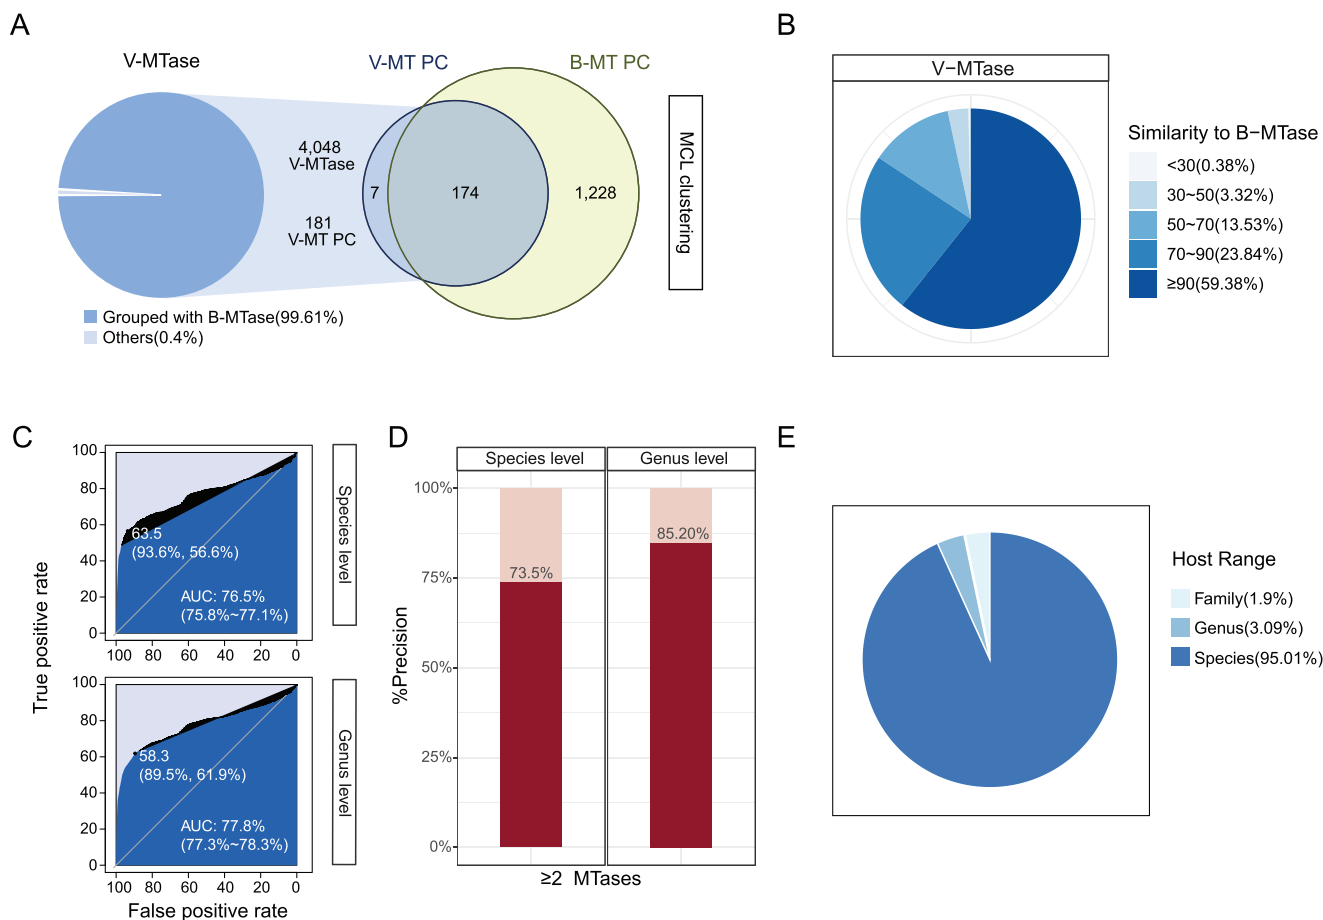 A
V-MTase
V-MT PC
B-MT PC
4,048
V-MTase
181
V-MT PC
7
174
1,228
MCL clustering
Grouped with B-MTase(99.61%)
Others(0.4%)
B
V−MTase
Similarity to B−MTase
<30(0.38%)
30~50(3.32%)
50~70(13.53%)
70~90(23.84%)
≥90(59.38%)
C
True positive rate
100
80
60
40
20
0
63.5
(93.6%, 56.6%)
AUC: 76.5%
(75.8%~77.1%)
100 80 60 40 20 0
Species level
100
80
60
40
20
0
58.3
(89.5%, 61.9%)
AUC: 77.8%
(77.3%~78.3%)
100 80 60 40 20 0
Genus level
False positive rate
D
%Precision
Species level
Genus level
100%
75%
50%
25%
0%
73.5%
85.20%
≥2 MTases
E
Host Range
Family(1.9%)
Genus(3.09%)
Species(95.01%)